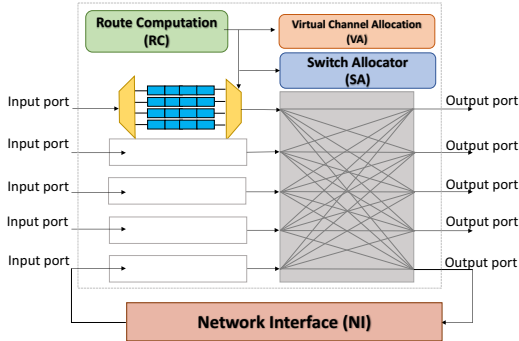 Route Computation
(RC)
Virtual Channel Allocation
(VA)
Switch Allocator
(SA)
Input port
Output port
Input port
Output port
Input port
Output port
Input port
Output port
Input port
Output port
Network Interface (NI)